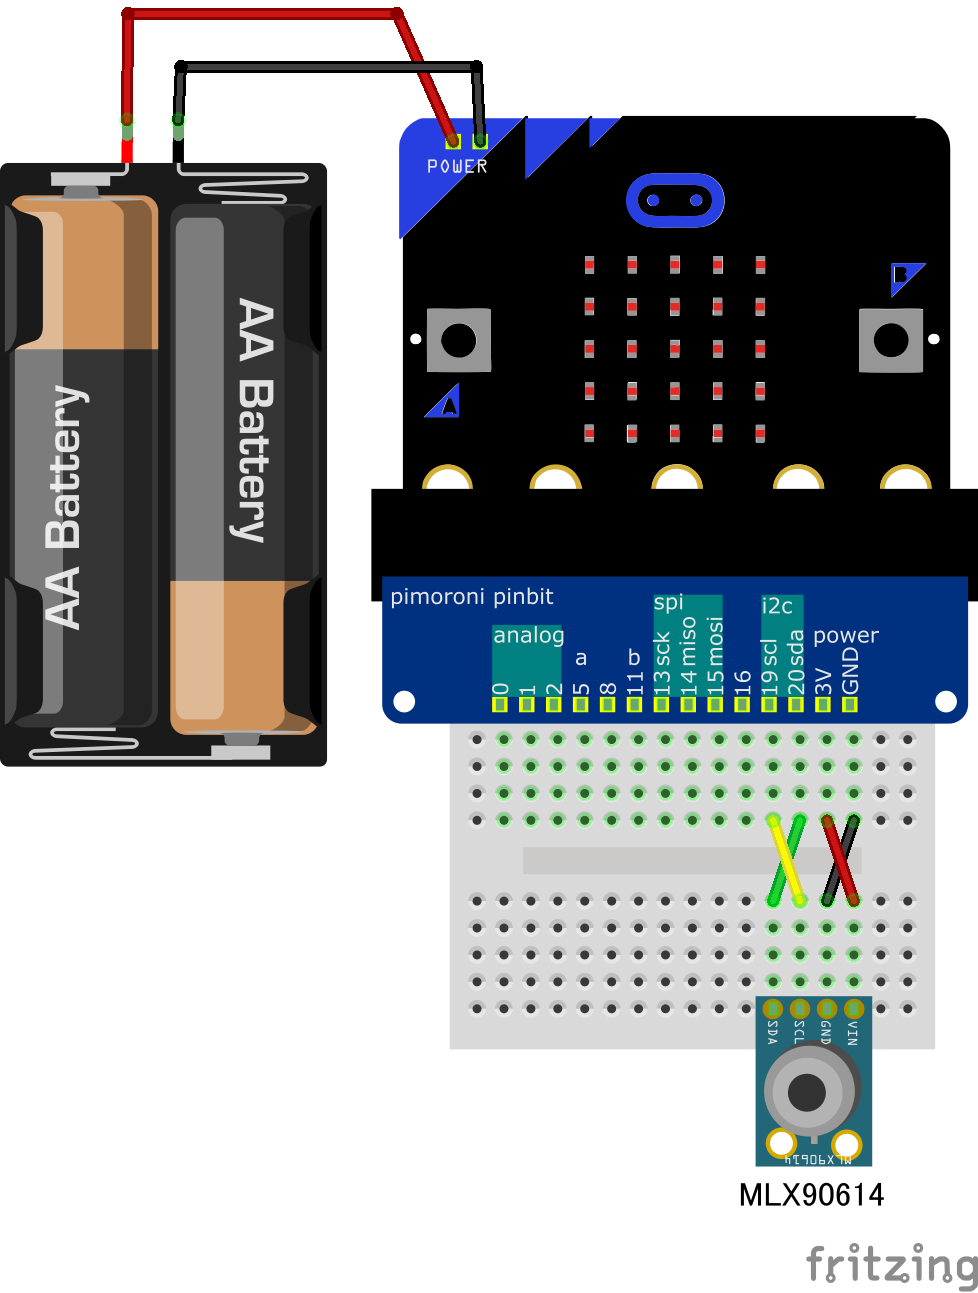 POWER
B
A
AA Battery
AA Battery
pimoroni pinbit
analog
a
b
spi
i2c
power
0
1
2
5
8
11
13 sck
14 miso
15 mosi
16
19 scl
20 sda
3V
GND
SDA
SCL
GND
VIN
MLX90614
MLX90614
fritzing